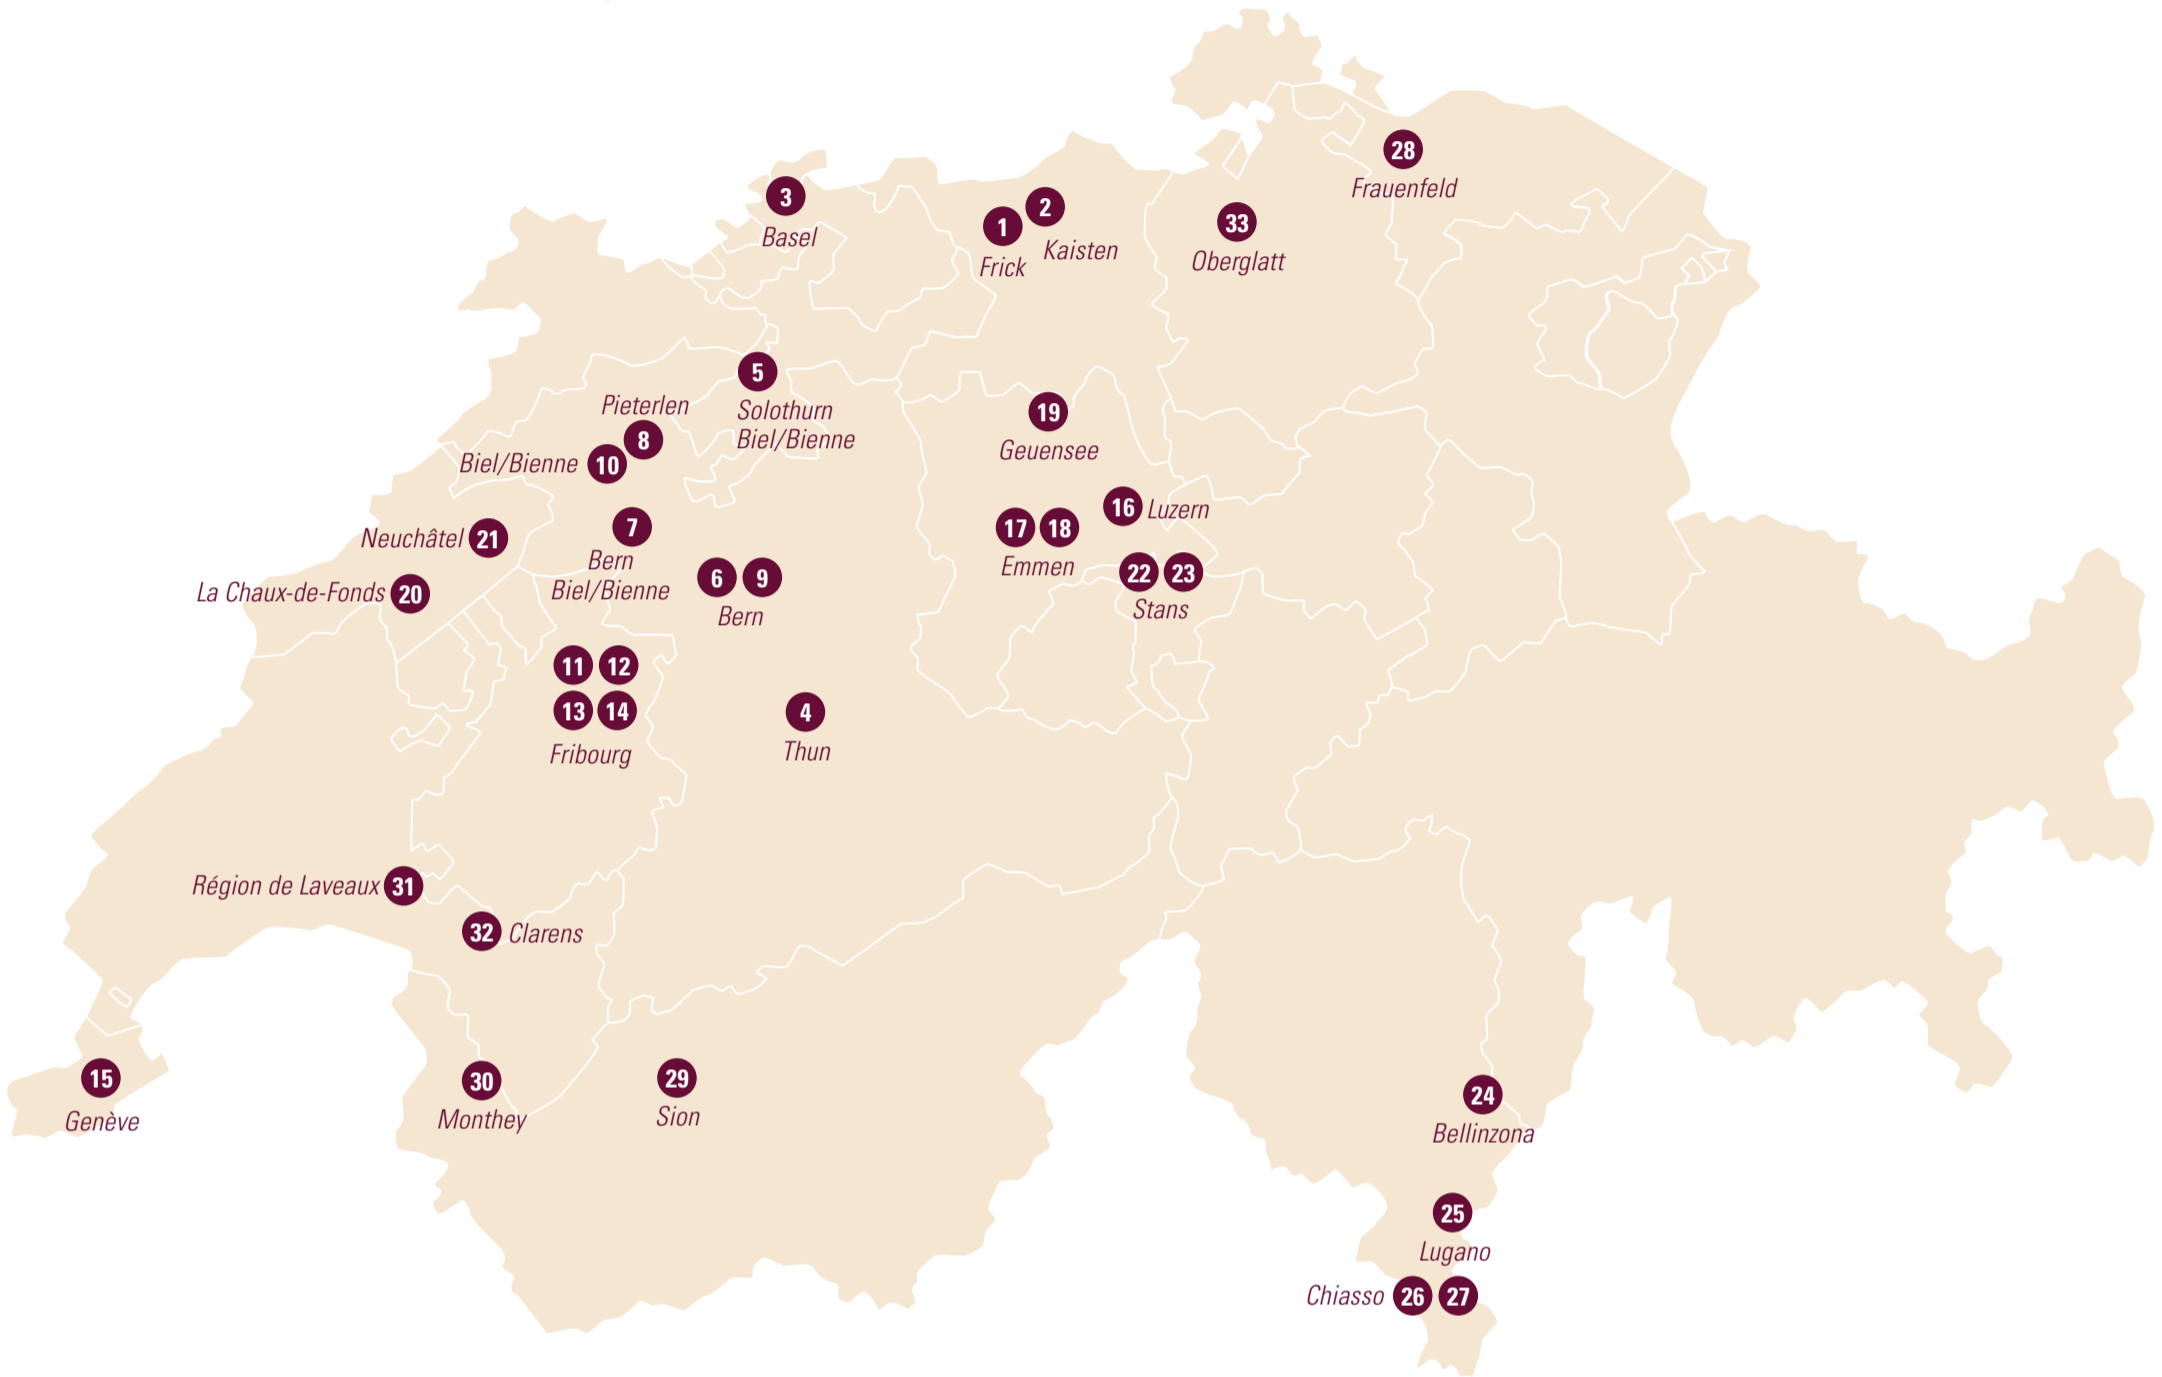 28
Frauenfeld
3
Basel
1
2
Kaisten
Frick
33
Oberglatt
5
Solothurn
Biel/Bienne
Pieterlen
8
Biel/Bienne 10
19
Geuensee
16 Luzern
17 18
Emmen
22 23
Stans
Neuchâtel 21
7
Bern
Biel/Bienne
6 9
Bern
La Chaux-de-Fonds 20
11 12
13 14
Fribourg
4
Thun
Région de Laveaux 31
32 Clarens
15
Genève
30
Monthey
29
Sion
24
Bellinzona
25
Lugano
Chiasso 26 27